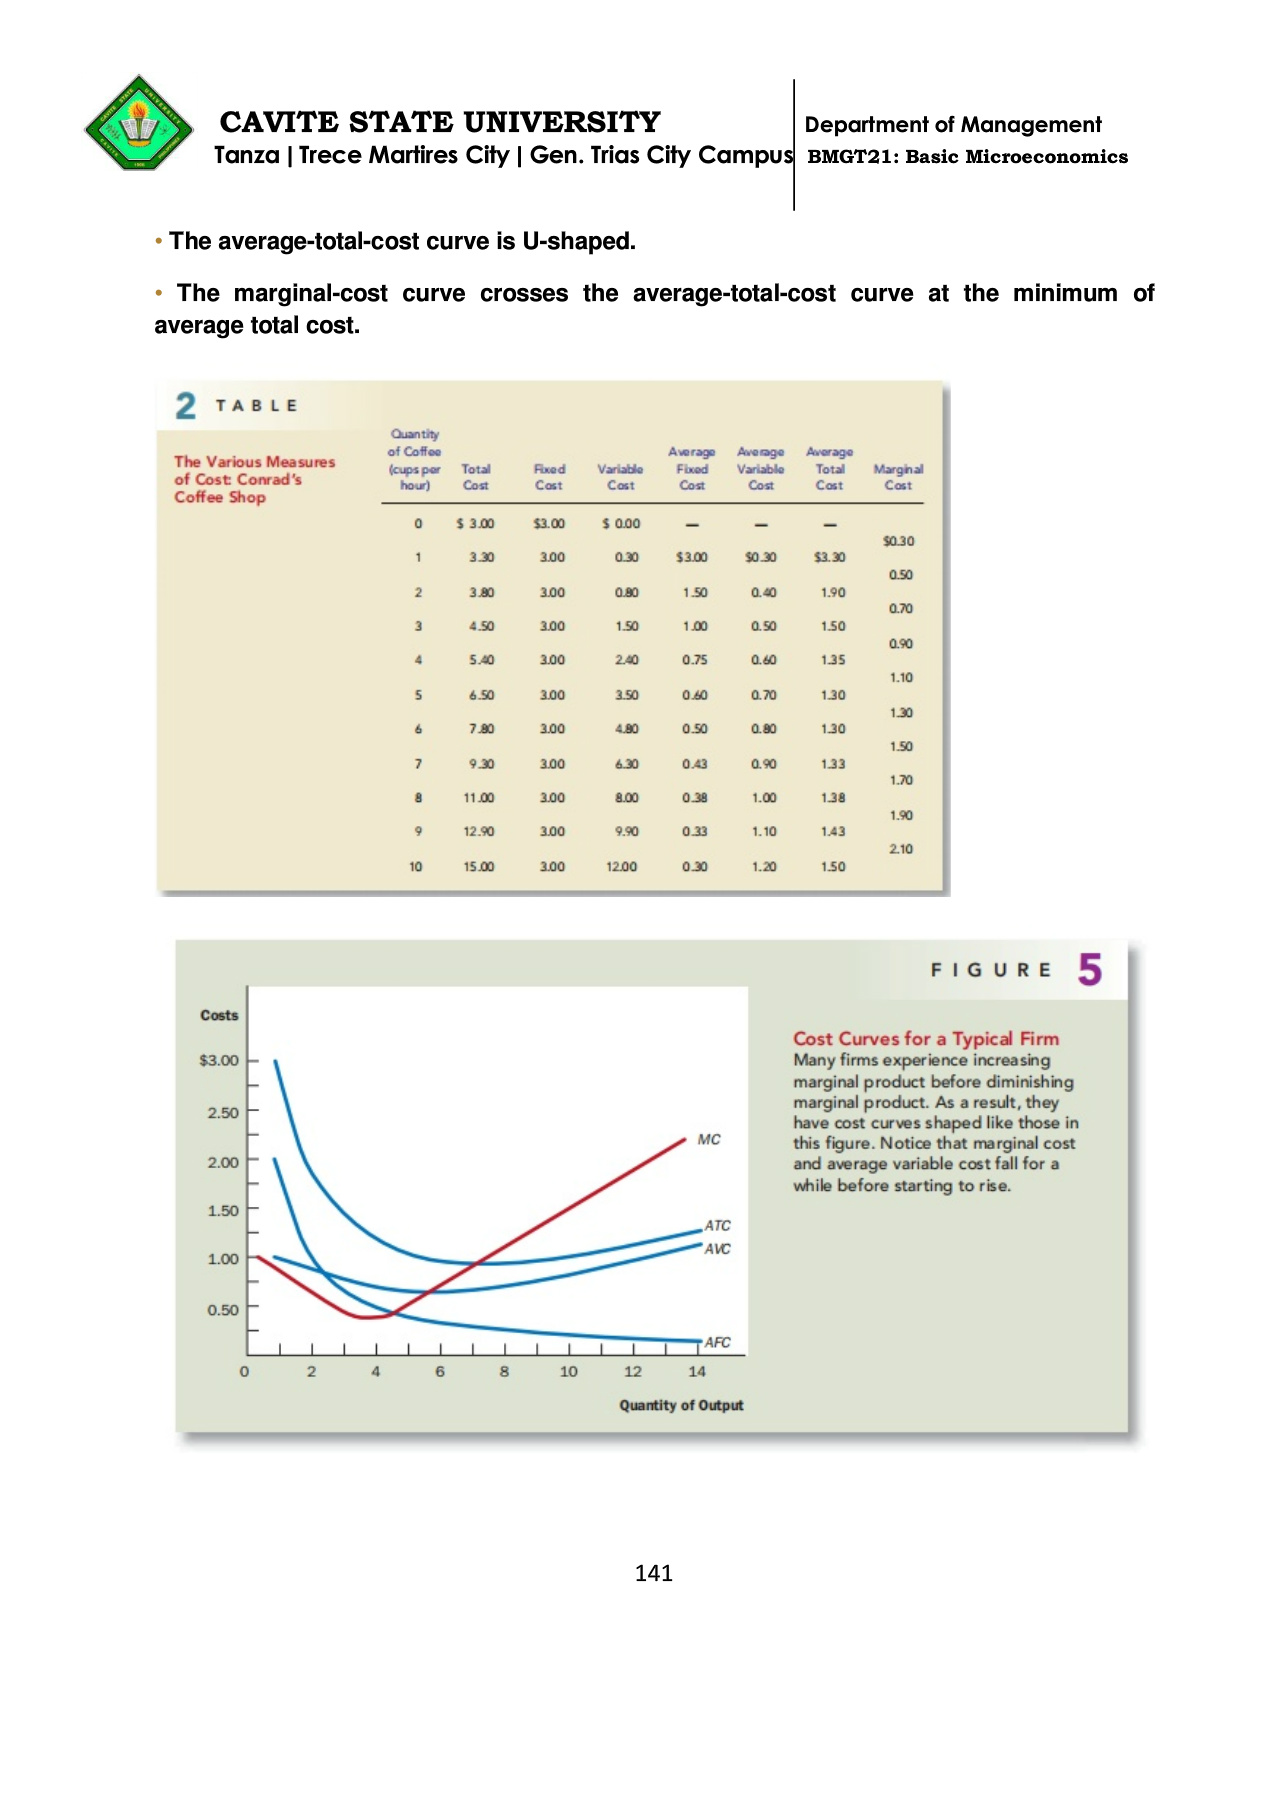 CAVITE STATE UNIVERSITY
Tanza | Trece Martires City | Gen. Trias City Campus
Department of Management
BMGT21: Basic Microeconomics
• The average-total-cost curve is U-shaped.
• The marginal-cost curve crosses the average-total-cost curve at the minimum of
average total cost.
2 TABLE
The Various Measures
of Cost: Conrad's
Coffee Shop
Quantity of Coffee (cups per hour) Total Cost Fixed Cost Variable Cost Average Fixed Cost Average Variable Cost Average Total Cost Marginal Cost
0 $ 3.00 $3.00 $ 0.00 — — —
$0.30
1 3.30 3.00 0.30 $3.00 $0.30 $3.30
0.50
2 3.80 3.00 0.80 1.50 0.40 1.90
0.70
3 4.50 3.00 1.50 1.00 0.50 1.50
0.90
4 5.40 3.00 2.40 0.75 0.60 1.35
1.10
5 6.50 3.00 3.50 0.60 0.70 1.30
1.30
6 7.80 3.00 4.80 0.50 0.80 1.30
1.50
7 9.30 3.00 6.30 0.43 0.90 1.33
1.70
8 11.00 3.00 8.00 0.38 1.00 1.38
1.90
9 12.90 3.00 9.90 0.33 1.10 1.43
2.10
10 15.00 3.00 12.00 0.30 1.20 1.50
FIGURE 5
Cost Curves for a Typical Firm
Many firms experience increasing
marginal product before diminishing
marginal product. As a result, they
have cost curves shaped like those in
this figure. Notice that marginal cost
and average variable cost fall for a
while before starting to rise.
Costs
$3.00
2.50
2.00
1.50
1.00
0.50
MC
ATC
AVC
AFC
0 2 4 6 8 10 12 14
Quantity of Output
141